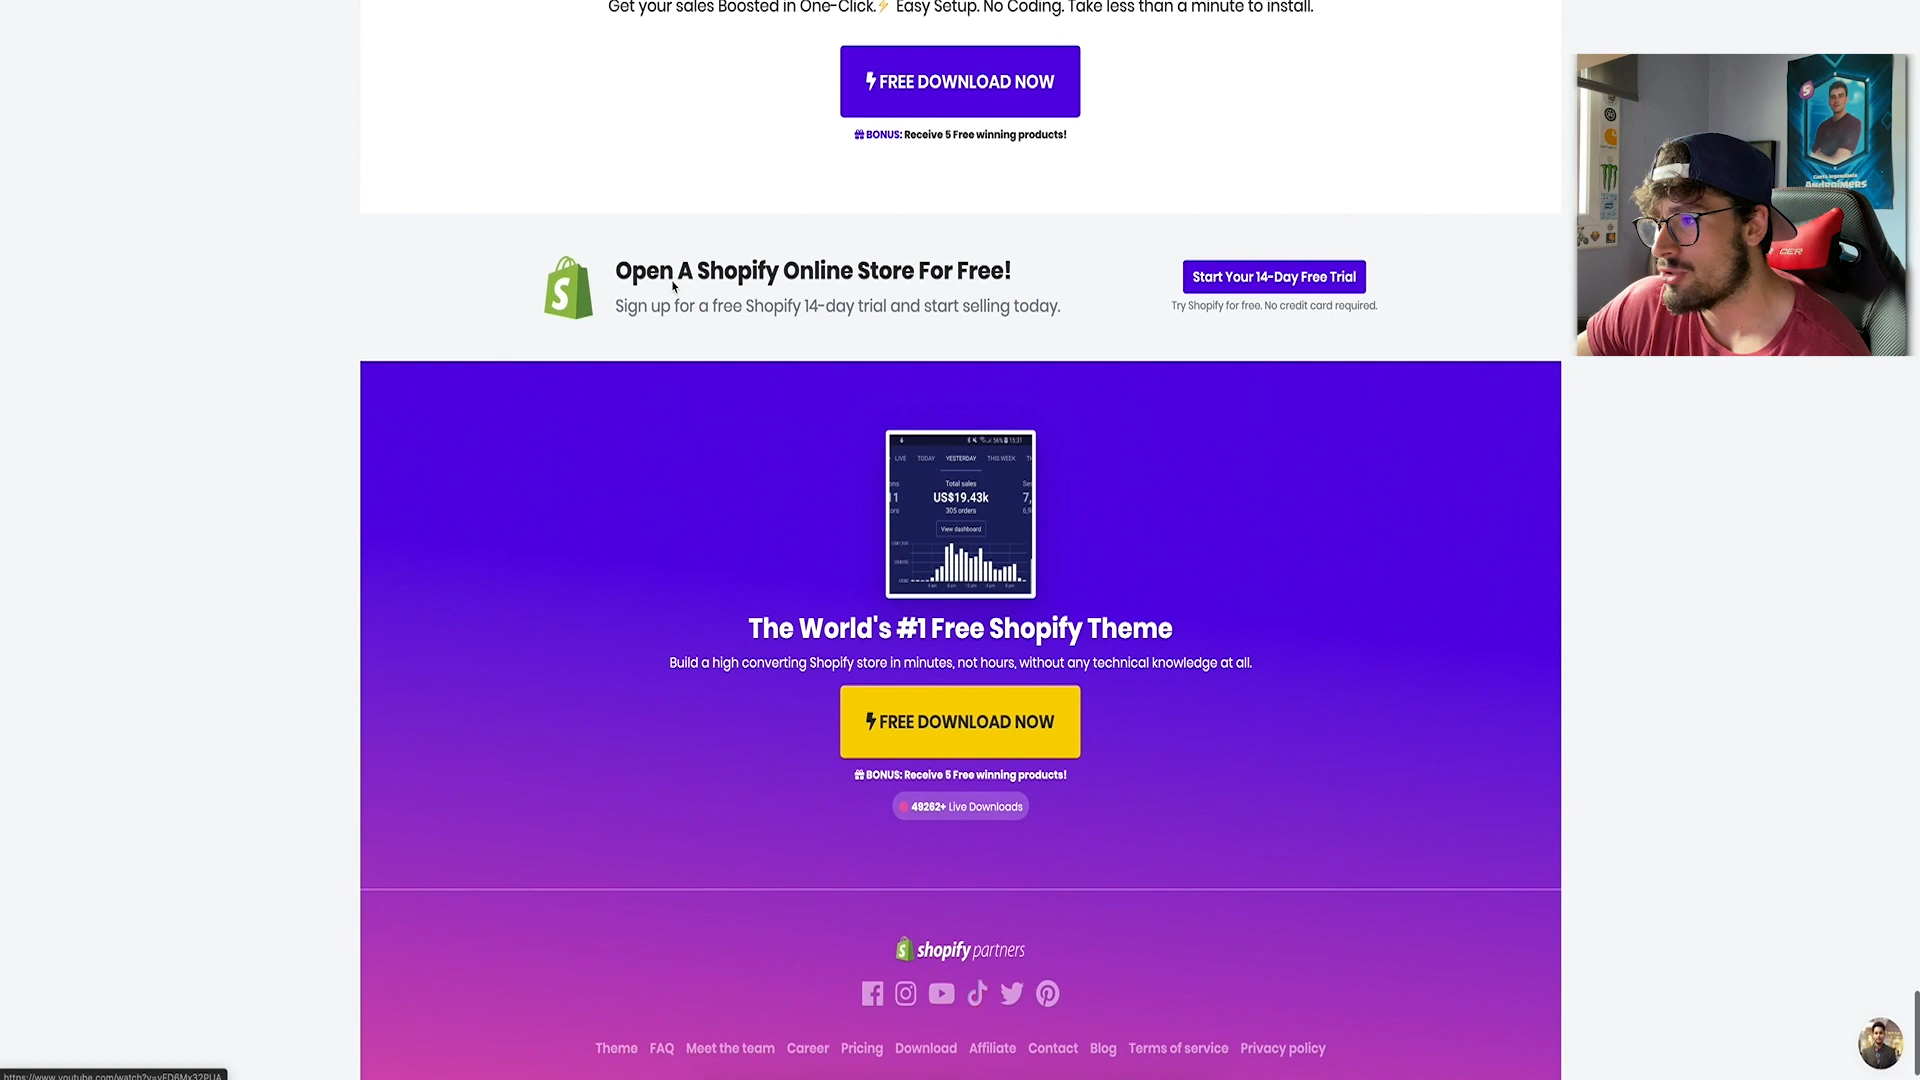 Get your sales Boosted in One-Click.⚡ Easy Setup. No Coding. Take less than a minute to install.
FREE DOWNLOAD NOW
BONUS: Receive 5 Free winning products!
Open A Shopify Online Store For Free!
Sign up for a free Shopify 14-day trial and start selling today.
Start Your 14-Day Free Trial
Try Shopify for free. No credit card required.
56% 15:31
LIVE TODAY YESTERDAY THIS WEEK
Total sales
US$19.43k
305 orders
View dashboard
The World's #1 Free Shopify Theme
Build a high converting Shopify store in minutes, not hours, without any technical knowledge at all.
FREE DOWNLOAD NOW
BONUS: Receive 5 Free winning products!
49262+ Live Downloads
shopify partners
Theme FAQ Meet the team Career Pricing Download Affiliate Contact Blog Terms of service Privacy policy